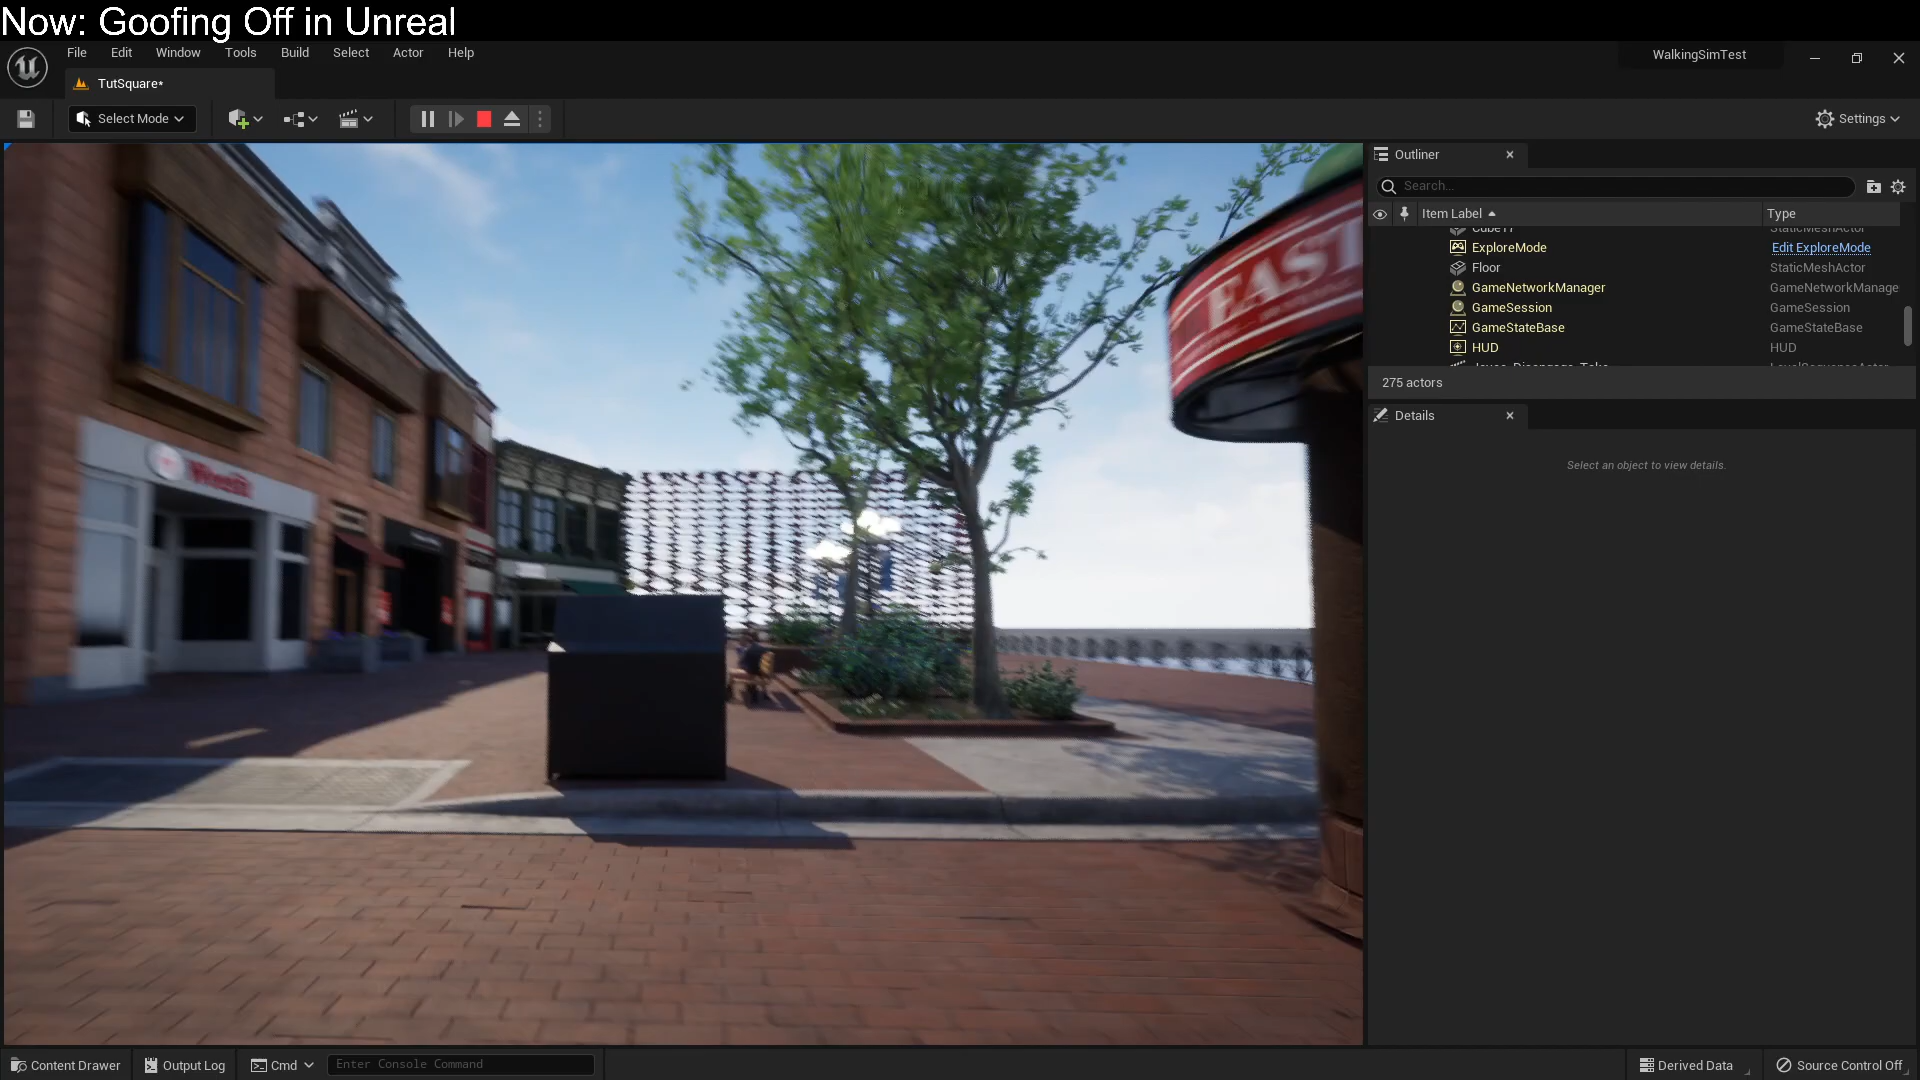 Now: Goofing Off in Unreal
File Edit Window Tools Build Select Actor Help
WalkingSimTest
TutSquare*
Select Mode
Settings
Outliner
Search...
Item Label Type
StaticMeshActor
ExploreMode Edit ExploreMode
Floor StaticMeshActor
GameNetworkManager GameNetworkManage
GameSession GameSession
GameStateBase GameStateBase
HUD HUD
275 actors
Details
Select an object to view details.
EAST
Content Drawer Output Log Cmd Enter Console Command Derived Data Source Control Off